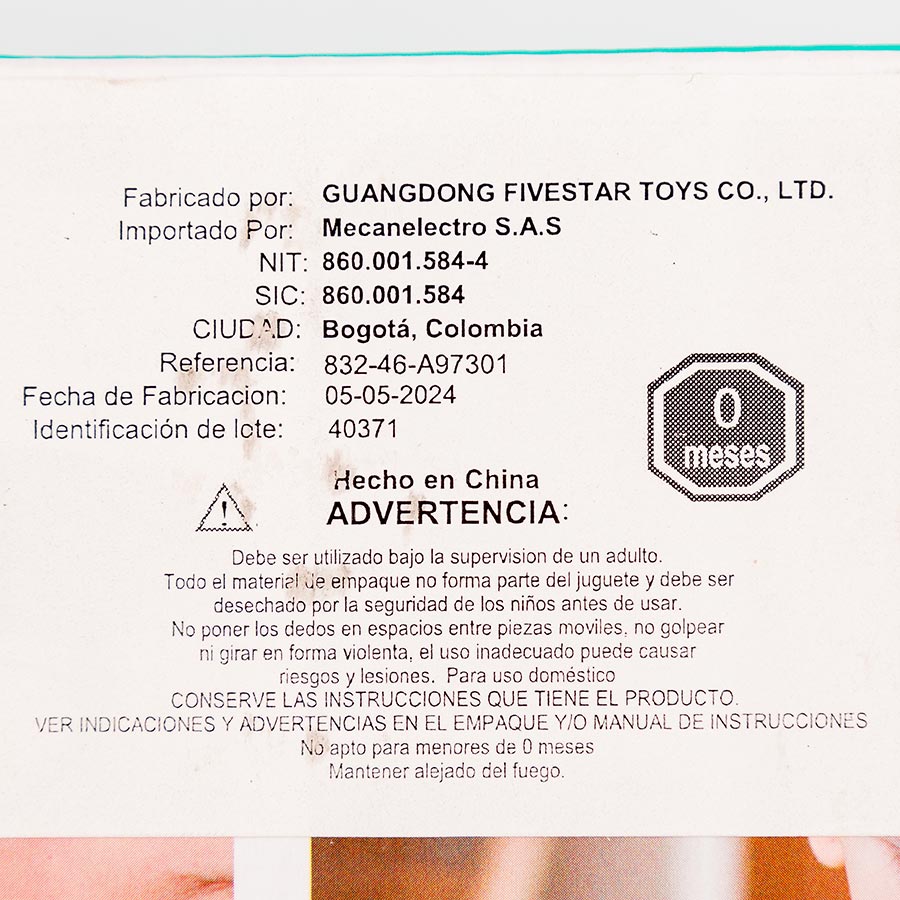 Fabricado por: GUANGDONG FIVESTAR TOYS CO., LTD.
Importado Por: Mecanelectro S.A.S
NIT: 860.001.584-4
SIC: 860.001.584
CIUDAD: Bogotá, Colombia
Referencia: 832-46-A97301
Fecha de Fabricacion: 05-05-2024
Identificación de lote: 40371
0
meses
Hecho en China
ADVERTENCIA:
Debe ser utilizado bajo la supervision de un adulto.
Todo el material de empaque no forma parte del juguete y debe ser
desechado por la seguridad de los niños antes de usar.
No poner los dedos en espacios entre piezas moviles, no golpear
ni girar en forma violenta, el uso inadecuado puede causar
riesgos y lesiones. Para uso doméstico
CONSERVE LAS INSTRUCCIONES QUE TIENE EL PRODUCTO.
VER INDICACIONES Y ADVERTENCIAS EN EL EMPAQUE Y/O MANUAL DE INSTRUCCIONES
No apto para menores de 0 meses
Mantener alejado del fuego.